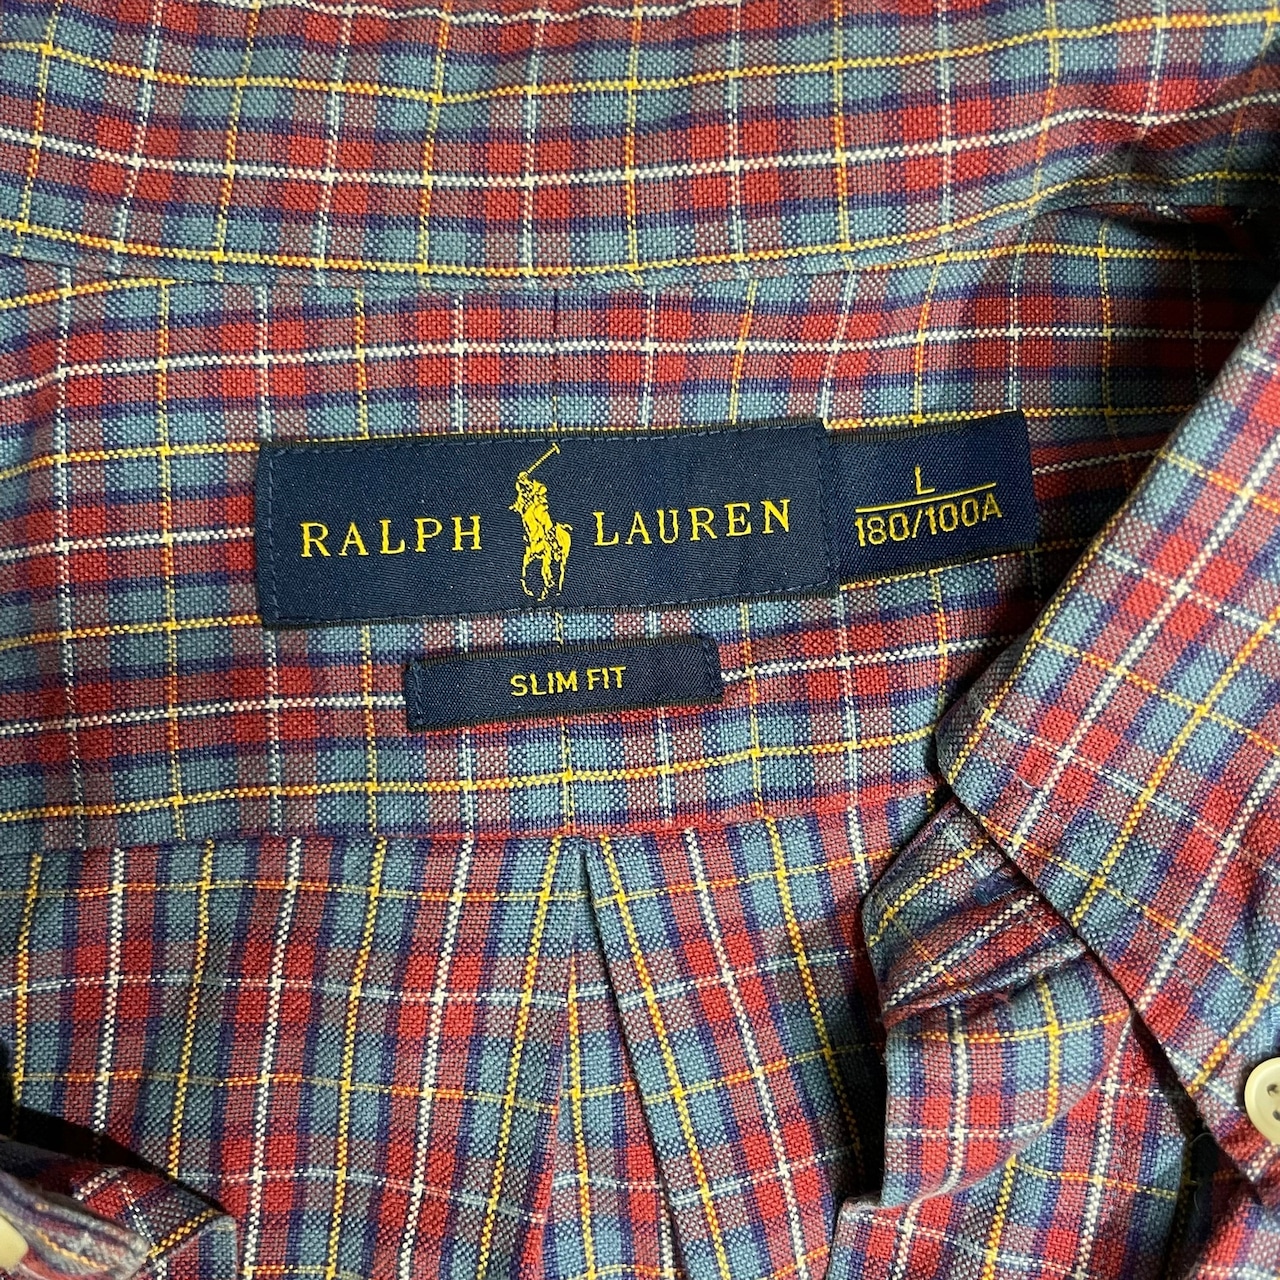 RALPH LAUREN
L
180/100A
SLIM FIT